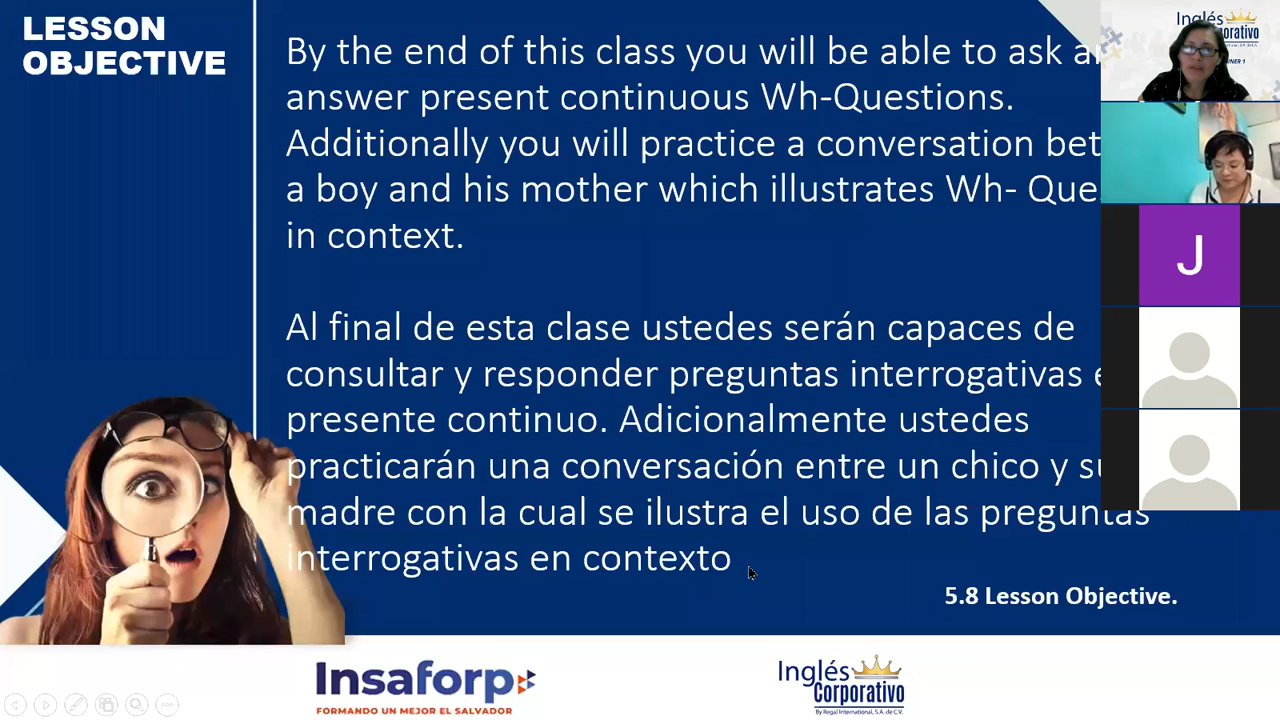 LESSON
OBJECTIVE
By the end of this class you will be able to ask
answer present continuous Wh-Questions.
Additionally you will practice a conversation
a boy and his mother which illustrates Wh-
in context.
Al final de esta clase ustedes serán capaces de
consultar y responder preguntas interrogativas
presente continuo. Adicionalmente ustedes
practicarán una conversación entre un chico y
madre con la cual se ilustra el uso de las preguntas
interrogativas en contexto
5.8 Lesson Objective.
Insaforp
FORMANDO UN MEJOR EL SALVADOR
Inglés
Corporativo
By Regal International, S.A. de C.V.
Inglés
J